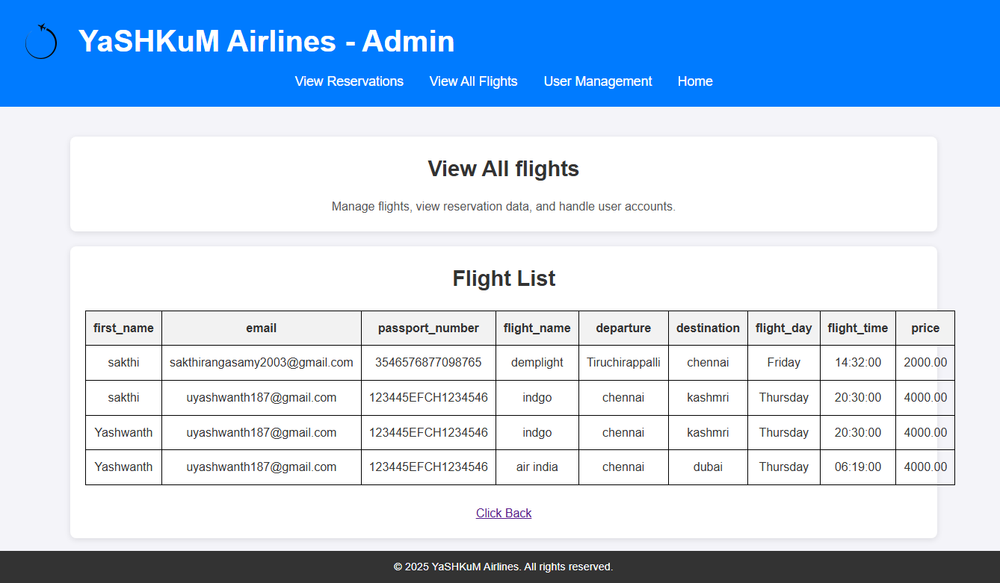 YaSHKuM Airlines - Admin
View Reservations View All Flights User Management Home
View All flights
Manage flights, view reservation data, and handle user accounts.
Flight List
first_name email passport_number flight_name departure destination flight_day flight_time price
sakthi sakthirangasamy2003@gmail.com 3546576877098765 demplight Tiruchirappalli chennai Friday 14:32:00 2000.00
sakthi uyashwanth187@gmail.com 123445EFCH1234546 indgo chennai kashmri Thursday 20:30:00 4000.00
Yashwanth uyashwanth187@gmail.com 123445EFCH1234546 indgo chennai kashmri Thursday 20:30:00 4000.00
Yashwanth uyashwanth187@gmail.com 123445EFCH1234546 air india chennai dubai Thursday 06:19:00 4000.00
Click Back
© 2025 YaSHKuM Airlines. All rights reserved.